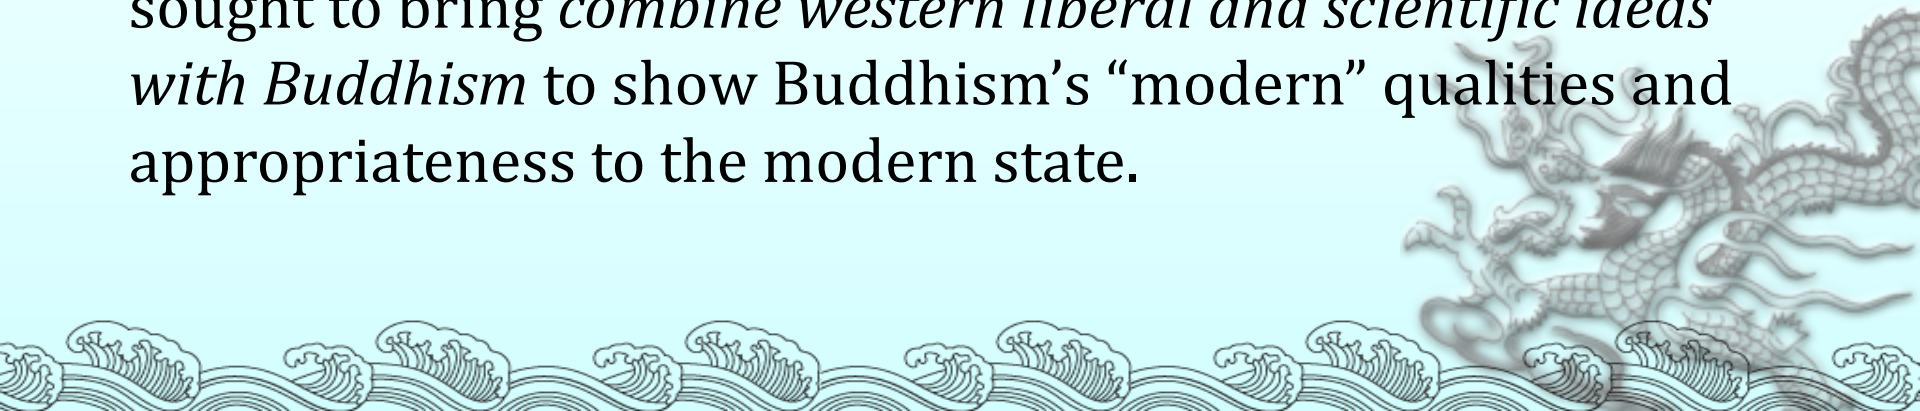 sought to bring combine western liberal and scientific ideas
with Buddhism to show Buddhism’s “modern” qualities and
appropriateness to the modern state.